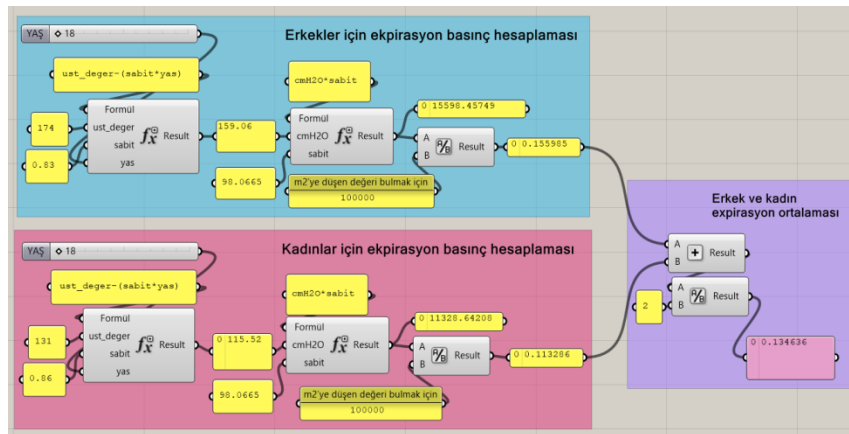 YAŞ 18
Erkekler için ekpirasyon basınç hesaplaması
ust_deger-(sabit*yas)
cmH2O*sabit
174
0.83
Formül
ust_deger
sabit
yas
fx Result
159.06
98.0665
Formül
cmH2O
sabit
fx Result
0 15598.45749
A
B
A/B Result
0 0.155985
m2'ye düşen değeri bulmak için
100000
YAŞ 18
Kadınlar için ekpirasyon basınç hesaplaması
ust_deger-(sabit*yas)
cmH2O*sabit
131
0.86
Formül
ust_deger
sabit
yas
fx Result
0 115.52
98.0665
Formül
cmH2O
sabit
fx Result
0 11328.64208
A
B
A/B Result
0 0.113286
m2'ye düşen değeri bulmak için
100000
Erkek ve kadın
expirasyon ortalaması
A
B
+ Result
2
A
B
A/B Result
0 0.134636